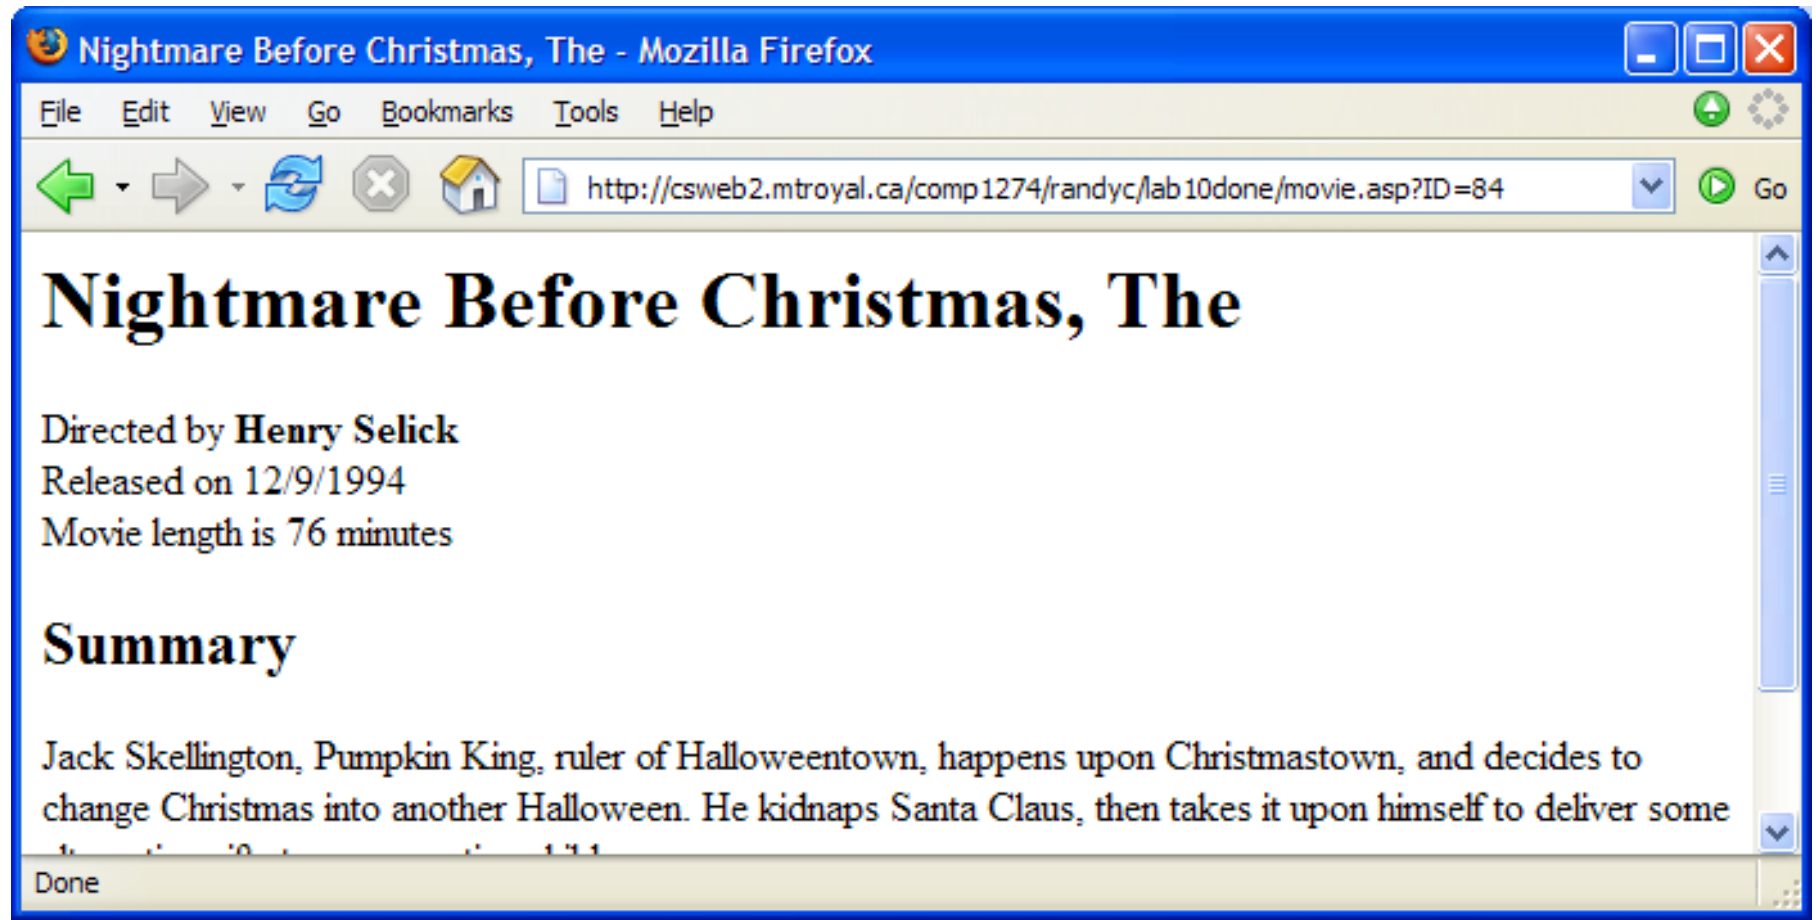 Nightmare Before Christmas, The - Mozilla Firefox
File Edit View Go Bookmarks Tools Help
http://csweb2.mtroyal.ca/comp1274/randyc/lab10done/movie.asp?ID=84 Go
Nightmare Before Christmas, The
Directed by Henry Selick
Released on 12/9/1994
Movie length is 76 minutes
Summary
Jack Skellington, Pumpkin King, ruler of Halloweentown, happens upon Christmastown, and decides to
change Christmas into another Halloween. He kidnaps Santa Claus, then takes it upon himself to deliver some
Done